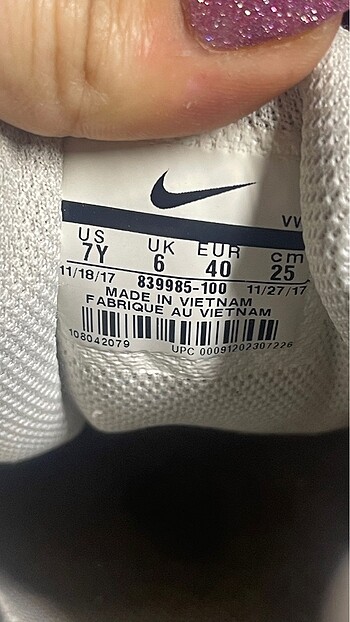 VV
US UK EUR cm
7Y 6 40 25
11/18/17 839985-100 11/27/17
MADE IN VIETNAM
FABRIQUE AU VIETNAM
108042079 UPC 00091202307226